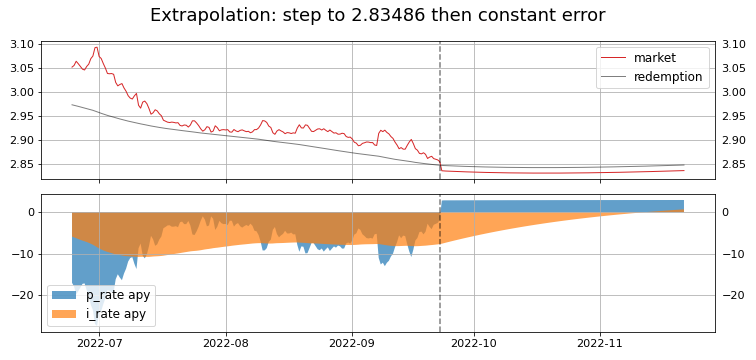 Extrapolation: step to 2.83486 then constant error
3.10 3.10
3.05 3.05
3.00 3.00
2.95 2.95
2.90 2.90
2.85 2.85
market
redemption
0 0
−10 −10
−20 −20
p_rate apy
i_rate apy
2022-07 2022-08 2022-09 2022-10 2022-11